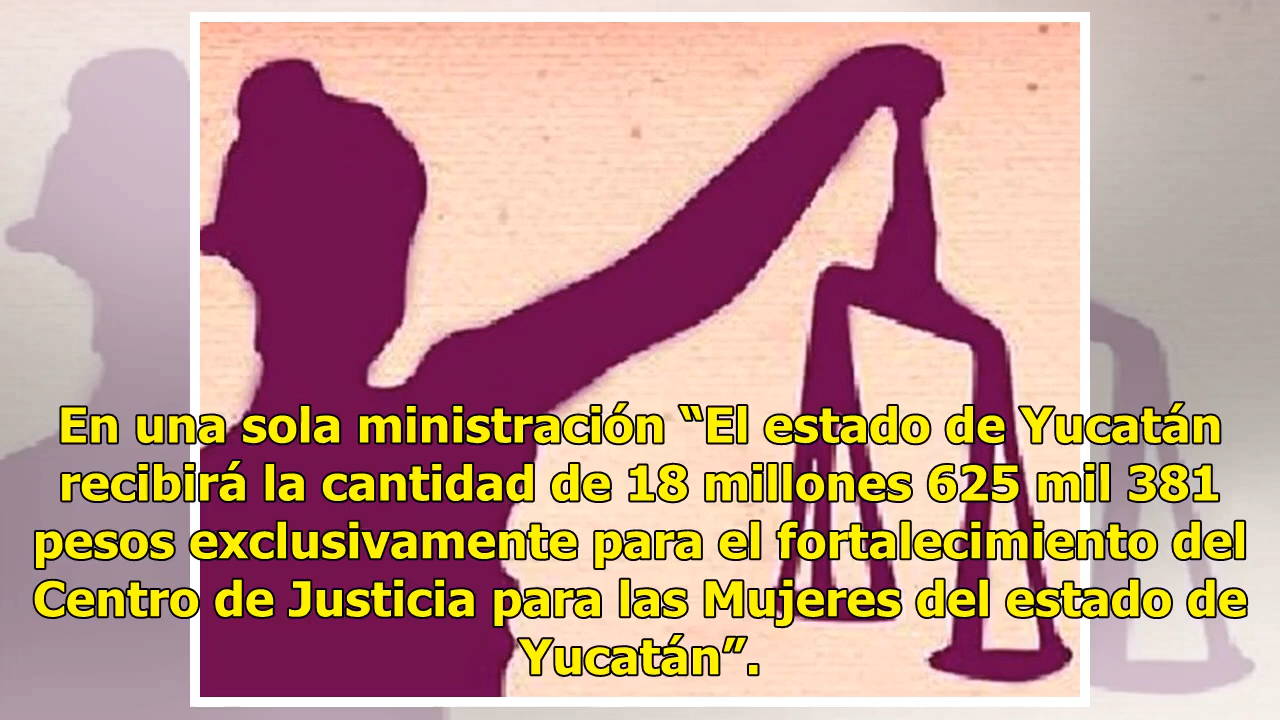 En una sola ministración “El estado de Yucatán
recibirá la cantidad de 18 millones 625 mil 381
pesos exclusivamente para el fortalecimiento del
Centro de Justicia para las Mujeres del estado de
Yucatán”.